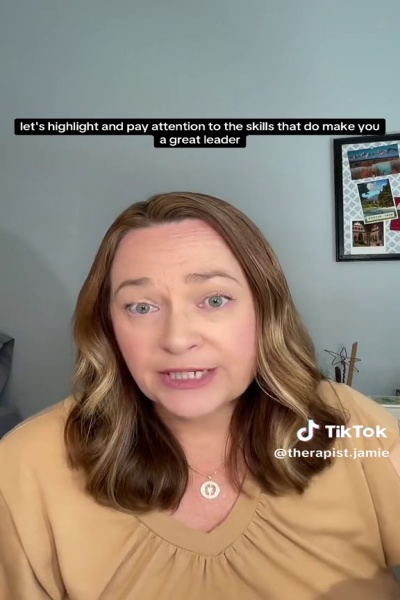 let's highlight and pay attention to the skills that do make you
a great leader
TikTok
@therapist.jamie